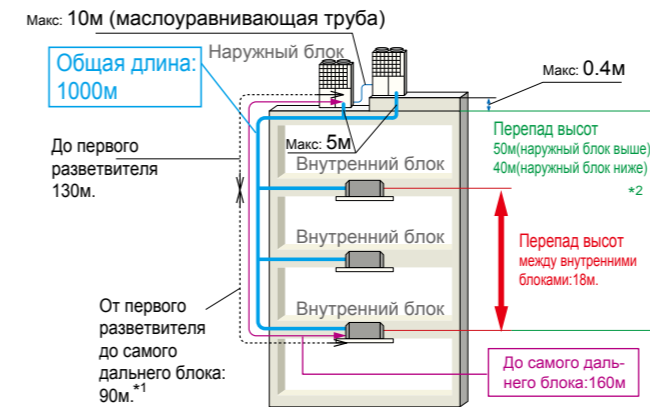 Макс: 10м (маслоуравнивающая труба)
Наружный блок
Общая длина:
1000м
Макс: 0.4м
До первого
разветвителя
130м.
Макс: 5м
Внутренний блок
Перепад высот
50м(наружный блок выше)
40м(наружный блок ниже)
*2
Внутренний блок
Перепад высот
между внутренними
блоками:18м.
От первого
разветвителя
до самого
дальнего блока:
90м.*1
Внутренний блок
До самого даль-
него блока:160м